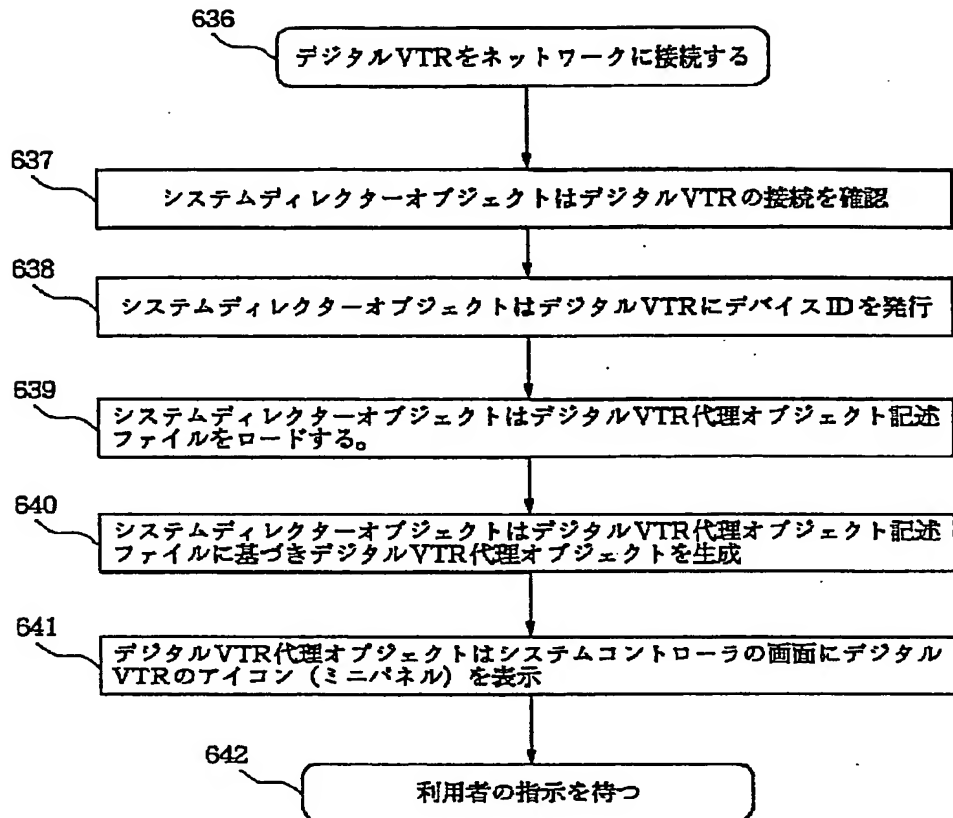 636
デジタルVTRをネットワークに接続する
637
システムディレクターオブジェクトはデジタルVTRの接続を確認
638
システムディレクターオブジェクトはデジタルVTRにデバイスIDを発行
639
システムディレクターオブジェクトはデジタルVTR代理オブジェクト記述
ファイルをロードする。
640
システムディレクターオブジェクトはデジタルVTR代理オブジェクト記述
ファイルに基づきデジタルVTR代理オブジェクトを生成
641
デジタルVTR代理オブジェクトはシステムコントローラの画面にデジタル
VTRのアイコン（ミニパネル）を表示
642
利用者の指示を待つ